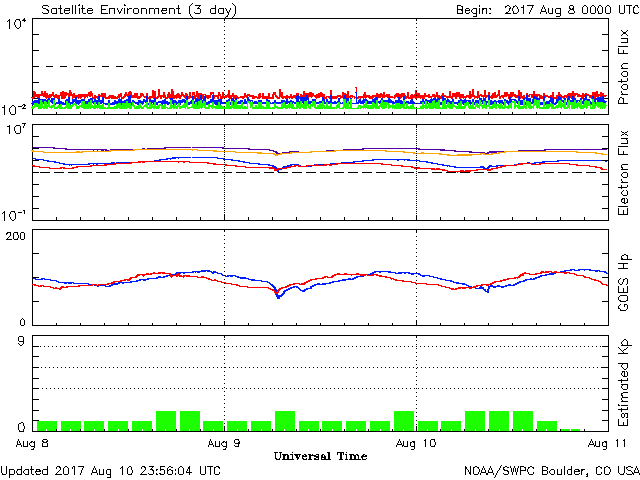 Satellite Environment (3 day) Begin: 2017 Aug 8 0000 UTC
10⁴
10⁻²
Proton Flux
10⁷
10⁻¹
Electron Flux
200
0
GOES Hp
9
0
Estimated Kp
Aug 8 Aug 9 Aug 10 Aug 11
Universal Time
Updated 2017 Aug 10 23:56:04 UTC NOAA/SWPC Boulder, CO USA